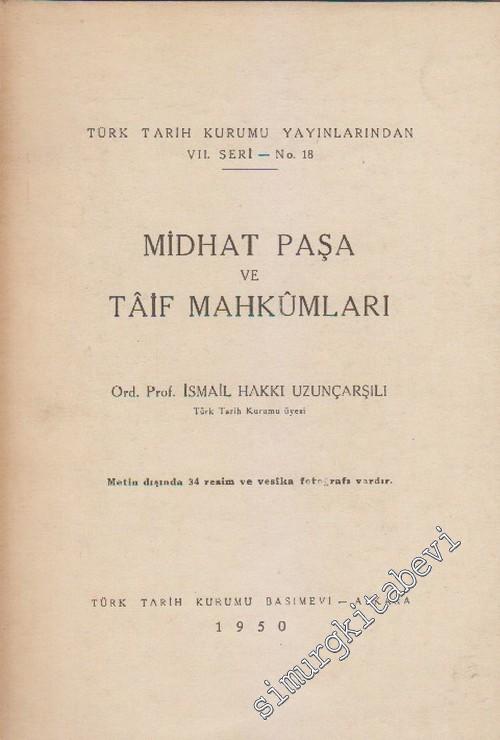 TÜRK TARİH KURUMU YAYINLARINDAN
VII. SERİ — No. 18
MİDHAT PAŞA
VE
TÂİF MAHKÛMLARI
Ord. Prof. İSMAİL HAKKI UZUNÇARŞILI
Türk Tarih Kurumu üyesi
Metin dışında 34 resim ve vesika fotoğrafı vardır.
TÜRK TARİH KURUMU BASIMEVİ — ANKARA
1950
simurgkitabevi